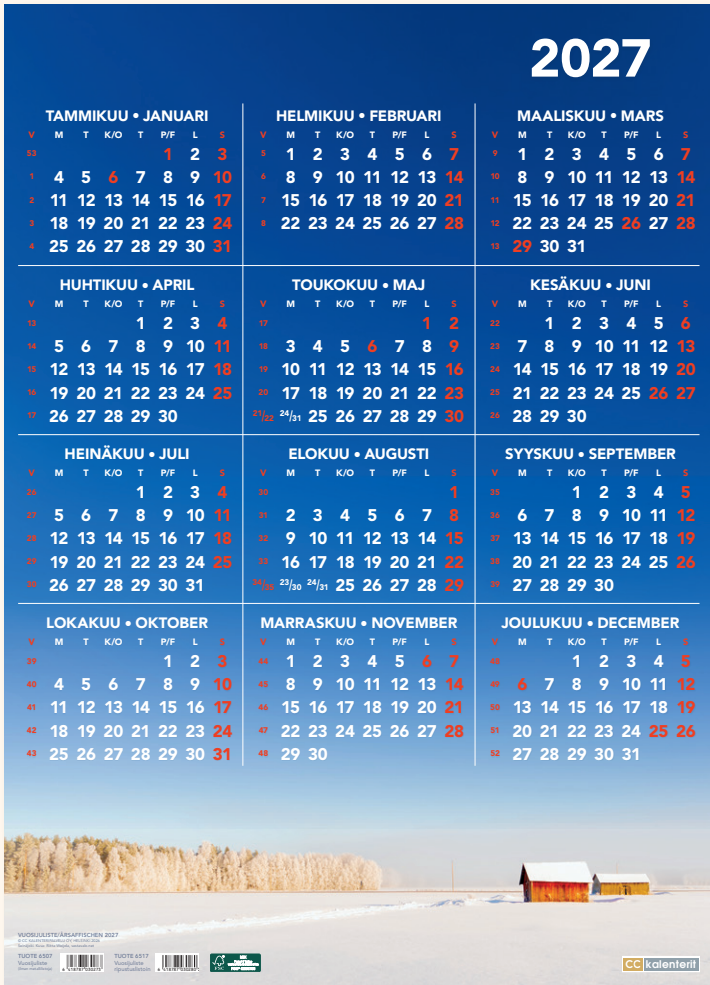 2027
TAMMIKUU • JANUARI
V M T K/O T P/F L S
53 1 2 3
1 4 5 6 7 8 9 10
2 11 12 13 14 15 16 17
3 18 19 20 21 22 23 24
4 25 26 27 28 29 30 31
HELMIKUU • FEBRUARI
V M T K/O T P/F L S
5 1 2 3 4 5 6 7
6 8 9 10 11 12 13 14
7 15 16 17 18 19 20 21
8 22 23 24 25 26 27 28
MAALISKUU • MARS
V M T K/O T P/F L S
9 1 2 3 4 5 6 7
10 8 9 10 11 12 13 14
11 15 16 17 18 19 20 21
12 22 23 24 25 26 27 28
13 29 30 31
HUHTIKUU • APRIL
V M T K/O T P/F L S
13 1 2 3 4
14 5 6 7 8 9 10 11
15 12 13 14 15 16 17 18
16 19 20 21 22 23 24 25
17 26 27 28 29 30
TOUKOKUU • MAJ
V M T K/O T P/F L S
17 1 2
18 3 4 5 6 7 8 9
19 10 11 12 13 14 15 16
20 17 18 19 20 21 22 23
21/22 24/31 25 26 27 28 29 30
KESÄKUU • JUNI
V M T K/O T P/F L S
22 1 2 3 4 5 6
23 7 8 9 10 11 12 13
24 14 15 16 17 18 19 20
25 21 22 23 24 25 26 27
26 28 29 30
HEINÄKUU • JULI
V M T K/O T P/F L S
26 1 2 3 4
27 5 6 7 8 9 10 11
28 12 13 14 15 16 17 18
29 19 20 21 22 23 24 25
30 26 27 28 29 30 31
ELOKUU • AUGUSTI
V M T K/O T P/F L S
30 1
31 2 3 4 5 6 7 8
32 9 10 11 12 13 14 15
33 16 17 18 19 20 21 22
34/35 23/30 24/31 25 26 27 28 29
SYYSKUU • SEPTEMBER
V M T K/O T P/F L S
35 1 2 3 4 5
36 6 7 8 9 10 11 12
37 13 14 15 16 17 18 19
38 20 21 22 23 24 25 26
39 27 28 29 30
LOKAKUU • OKTOBER
V M T K/O T P/F L S
39 1 2 3
40 4 5 6 7 8 9 10
41 11 12 13 14 15 16 17
42 18 19 20 21 22 23 24
43 25 26 27 28 29 30 31
MARRASKUU • NOVEMBER
V M T K/O T P/F L S
44 1 2 3 4 5 6 7
45 8 9 10 11 12 13 14
46 15 16 17 18 19 20 21
47 22 23 24 25 26 27 28
48 29 30
JOULUKUU • DECEMBER
V M T K/O T P/F L S
48 1 2 3 4 5
49 6 7 8 9 10 11 12
50 13 14 15 16 17 18 19
51 20 21 22 23 24 25 26
52 27 28 29 30 31
VUOSIJULISTE/ÅRSAFFISCHEN 2027
TUOTE 6507
Vuosijuliste
6 418787 030273
TUOTE 6517
Vuosijuliste
ripustuslistoin
6 418787 030280
FSC
MIX
CC kalenterit